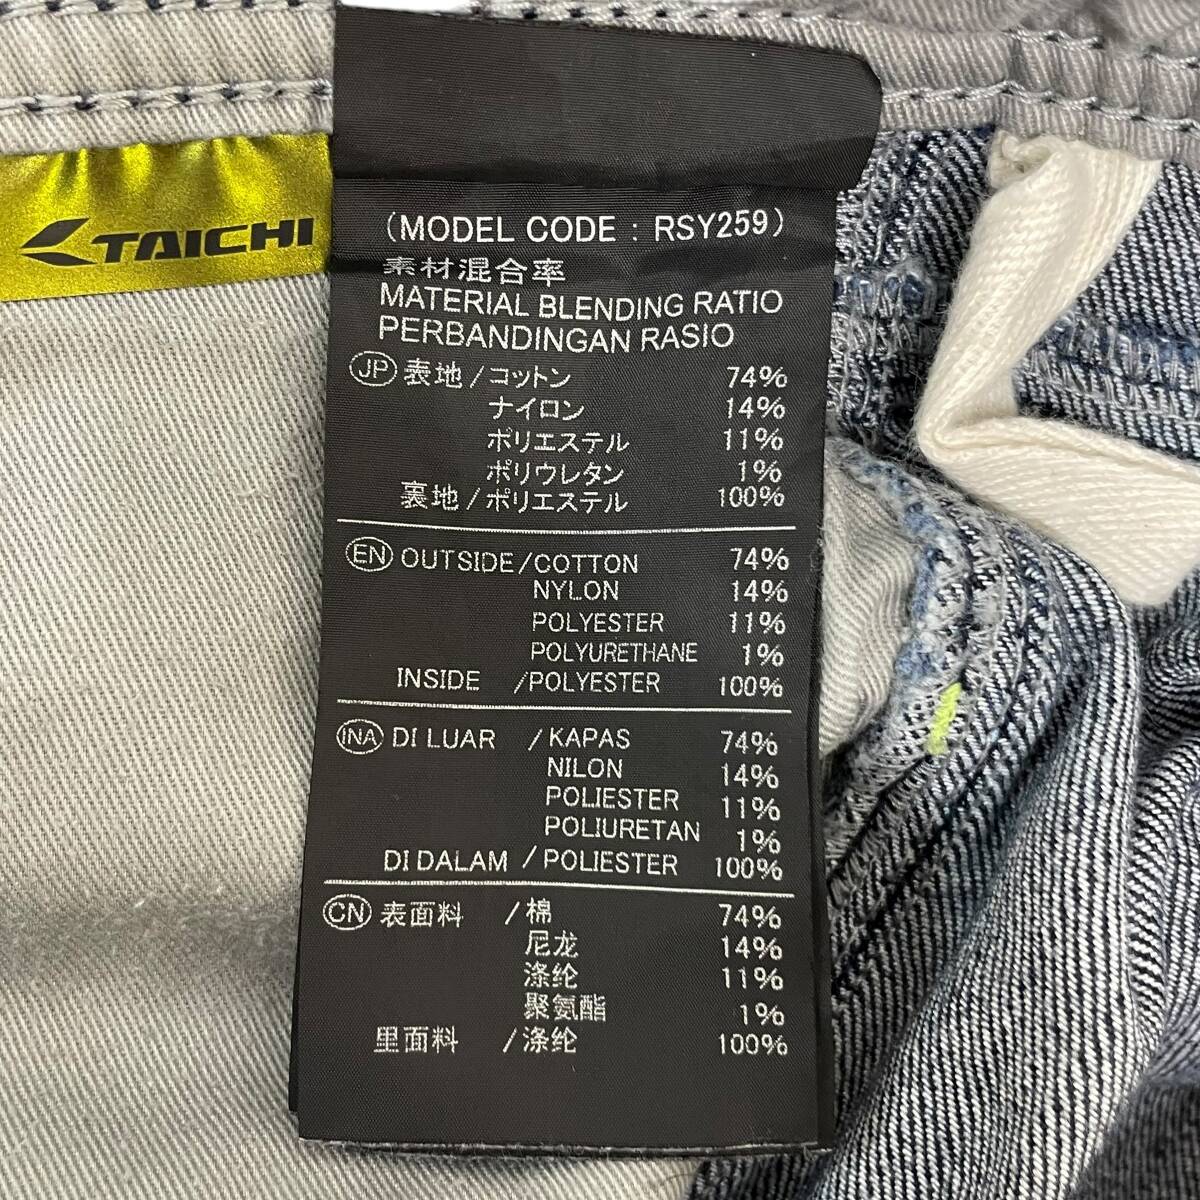 TAICHI
(MODEL CODE : RSY259)
素材混合率
MATERIAL BLENDING RATIO
PERBANDINGAN RASIO
JP 表地/コットン 74%
ナイロン 14%
ポリエステル 11%
ポリウレタン 1%
裏地/ポリエステル 100%
EN OUTSIDE/COTTON 74%
NYLON 14%
POLYESTER 11%
POLYURETHANE 1%
INSIDE /POLYESTER 100%
INA DI LUAR /KAPAS 74%
NILON 14%
POLIESTER 11%
POLIURETAN 1%
DI DALAM /POLIESTER 100%
CN 表面料 /棉 74%
尼龙 14%
涤纶 11%
聚氨酯 1%
里面料 /涤纶 100%